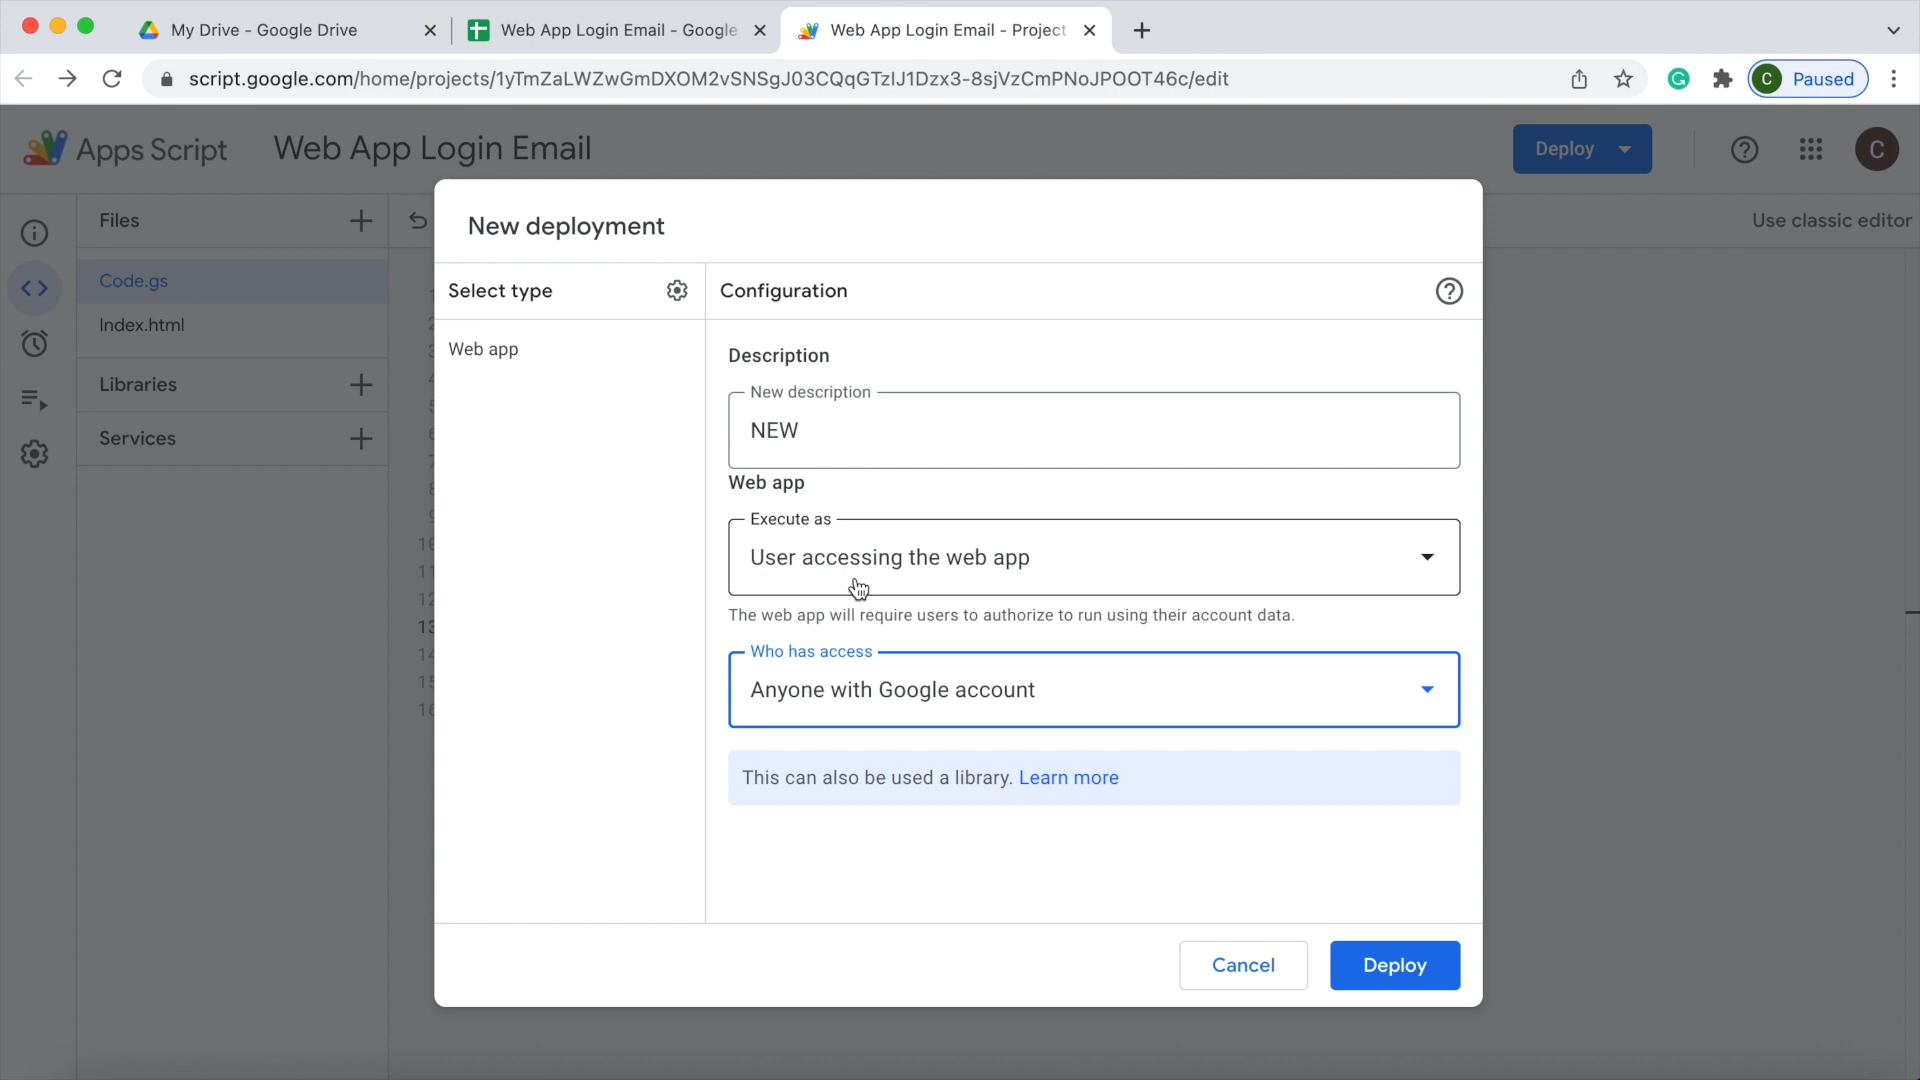 My Drive - Google Drive
Web App Login Email - Google
Web App Login Email - Project
script.google.com/home/projects/1yTmZaLWZwGmDXOM2vSNSgJ03CQqGTzIJ1Dzx3-8sjVzCmPNoJPOOT46c/edit
C Paused
Apps Script
Web App Login Email
Deploy
C
Files
Use classic editor
Code.gs
Index.html
Libraries
Services
New deployment
Select type
Configuration
Web app
Description
New description
NEW
Web app
Execute as
User accessing the web app
The web app will require users to authorize to run using their account data.
Who has access
Anyone with Google account
This can also be used a library. Learn more
Cancel
Deploy